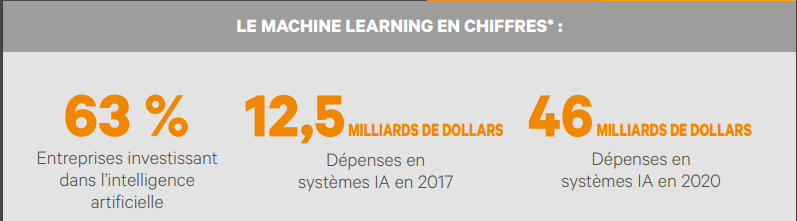 LE MACHINE LEARNING EN CHIFFRES* :
63 %
Entreprises investissant
dans l'intelligence
artificielle
12,5 MILLIARDS DE DOLLARS
Dépenses en
systèmes IA en 2017
46 MILLIARDS DE DOLLARS
Dépenses en
systèmes IA en 2020